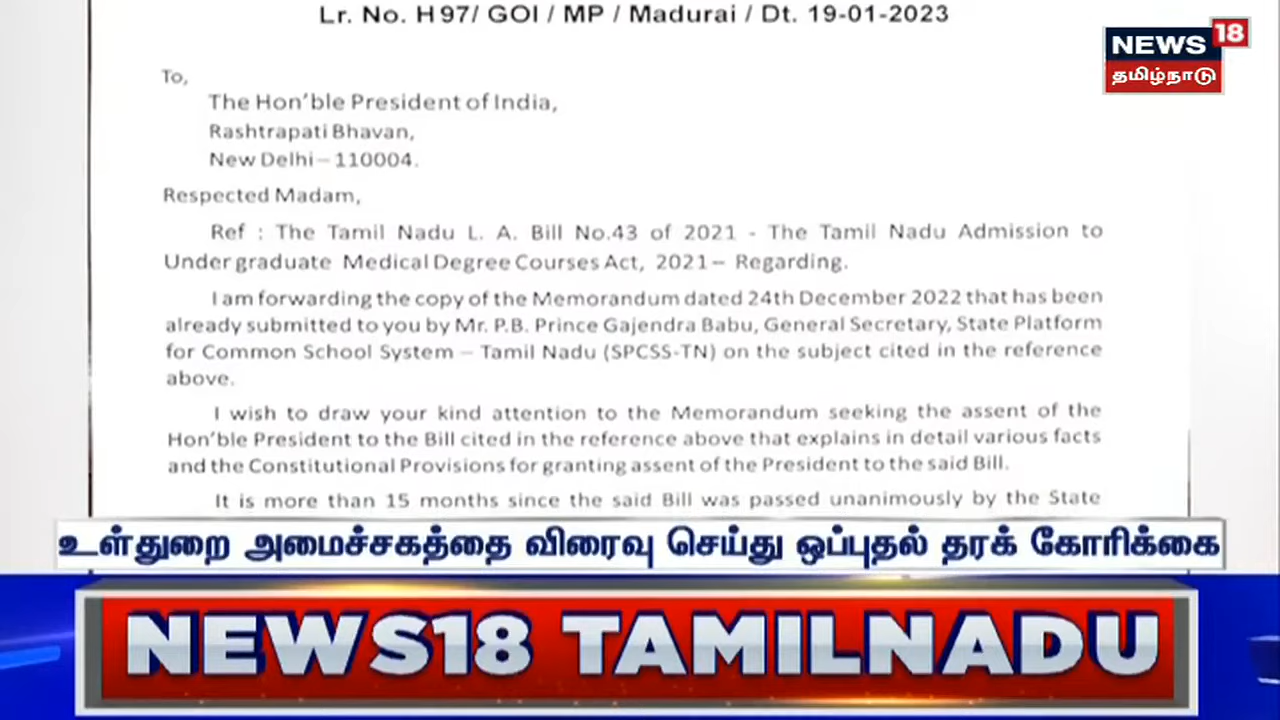 Lr. No. H97/ GOI / MP / Madurai / Dt. 19-01-2023
NEWS 18
தமிழ்நாடு
To,
The Hon'ble President of India,
Rashtrapati Bhavan,
New Delhi – 110004.
Respected Madam,
Ref : The Tamil Nadu L. A. Bill No.43 of 2021 - The Tamil Nadu Admission to
Under graduate Medical Degree Courses Act, 2021 – Regarding.
I am forwarding the copy of the Memorandum dated 24th December 2022 that has been
already submitted to you by Mr. P.B. Prince Gajendra Babu, General Secretary, State Platform
for Common School System – Tamil Nadu (SPCSS-TN) on the subject cited in the reference
above.
I wish to draw your kind attention to the Memorandum seeking the assent of the
Hon'ble President to the Bill cited in the reference above that explains in detail various facts
and the Constitutional Provisions for granting assent of the President to the said Bill.
It is more than 15 months since the said Bill was passed unanimously by the State
உள்துறை அமைச்சகத்தை விரைவு செய்து ஒப்புதல் தரக் கோரிக்கை
NEWS18 TAMILNADU